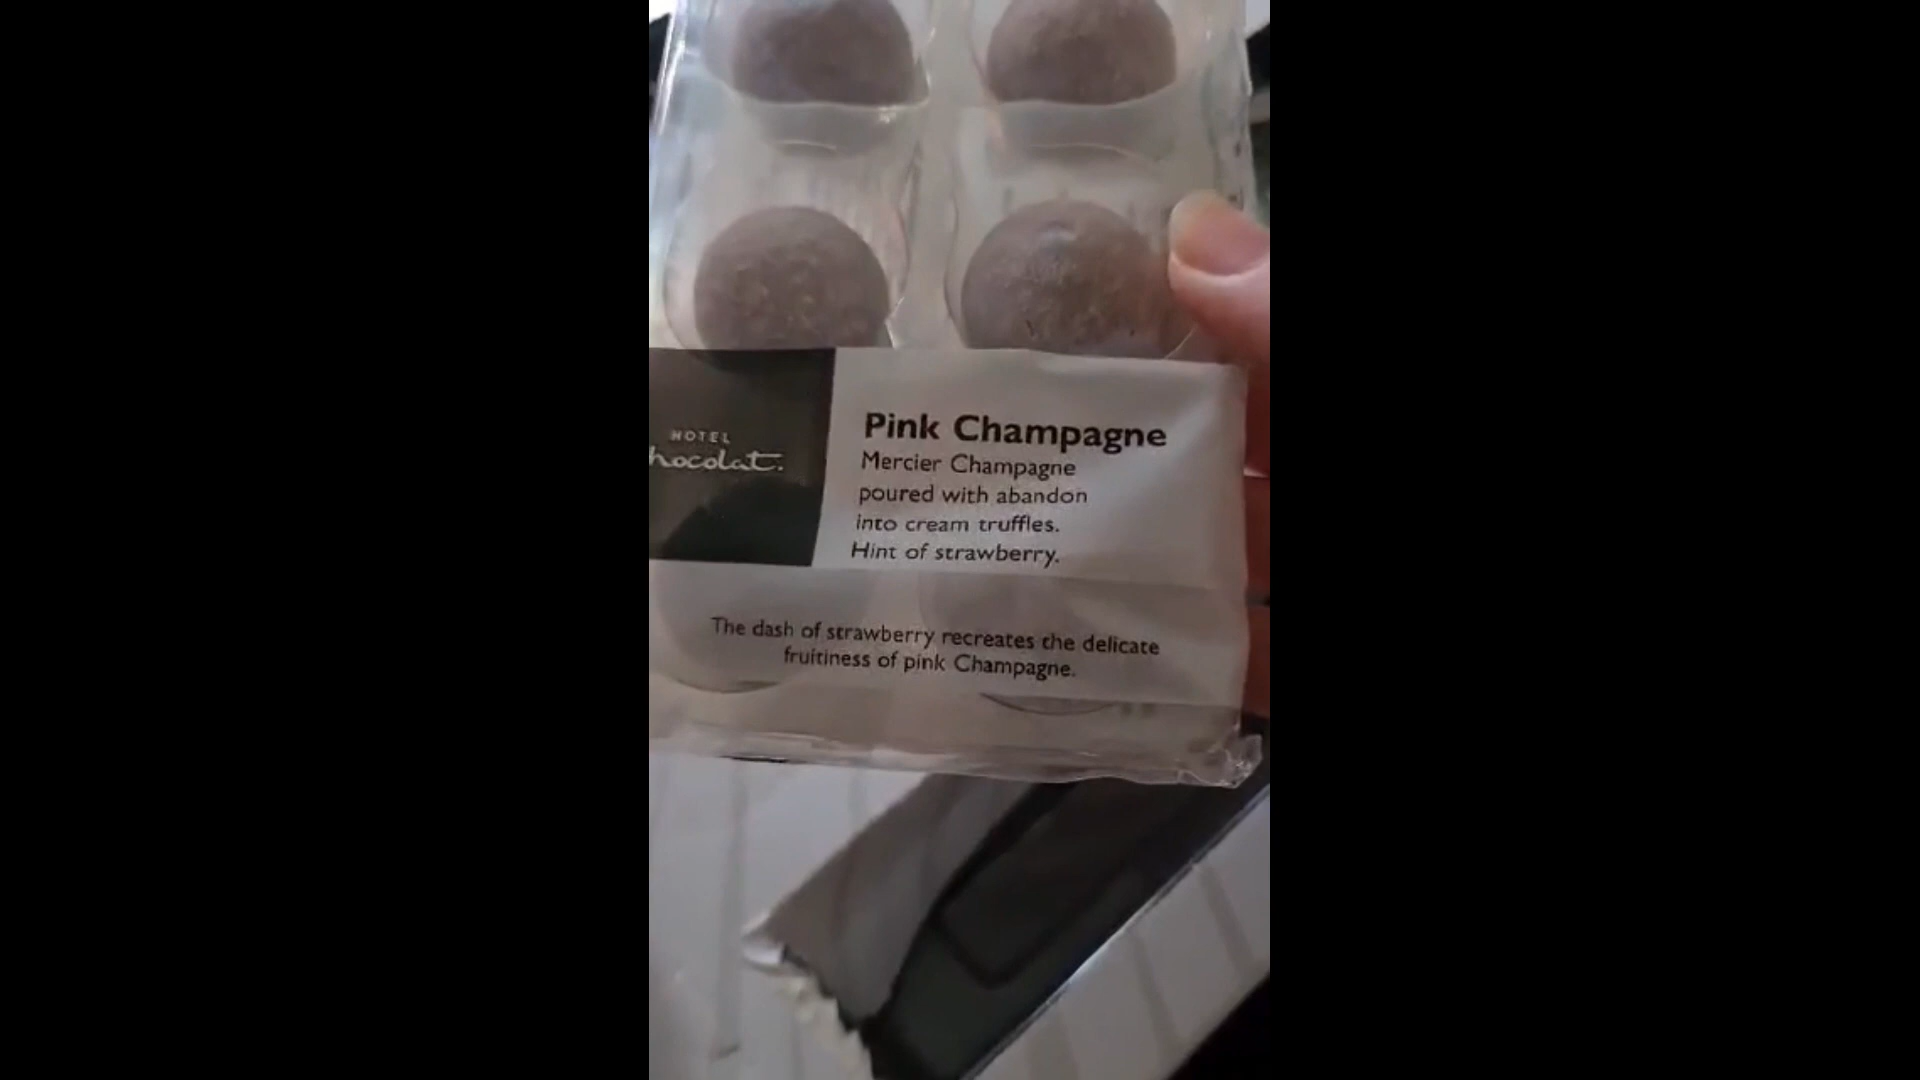 HOTEL
hocolat.
Pink Champagne
Mercier Champagne
poured with abandon
into cream truffles.
Hint of strawberry.
The dash of strawberry recreates the delicate
fruitiness of pink Champagne.